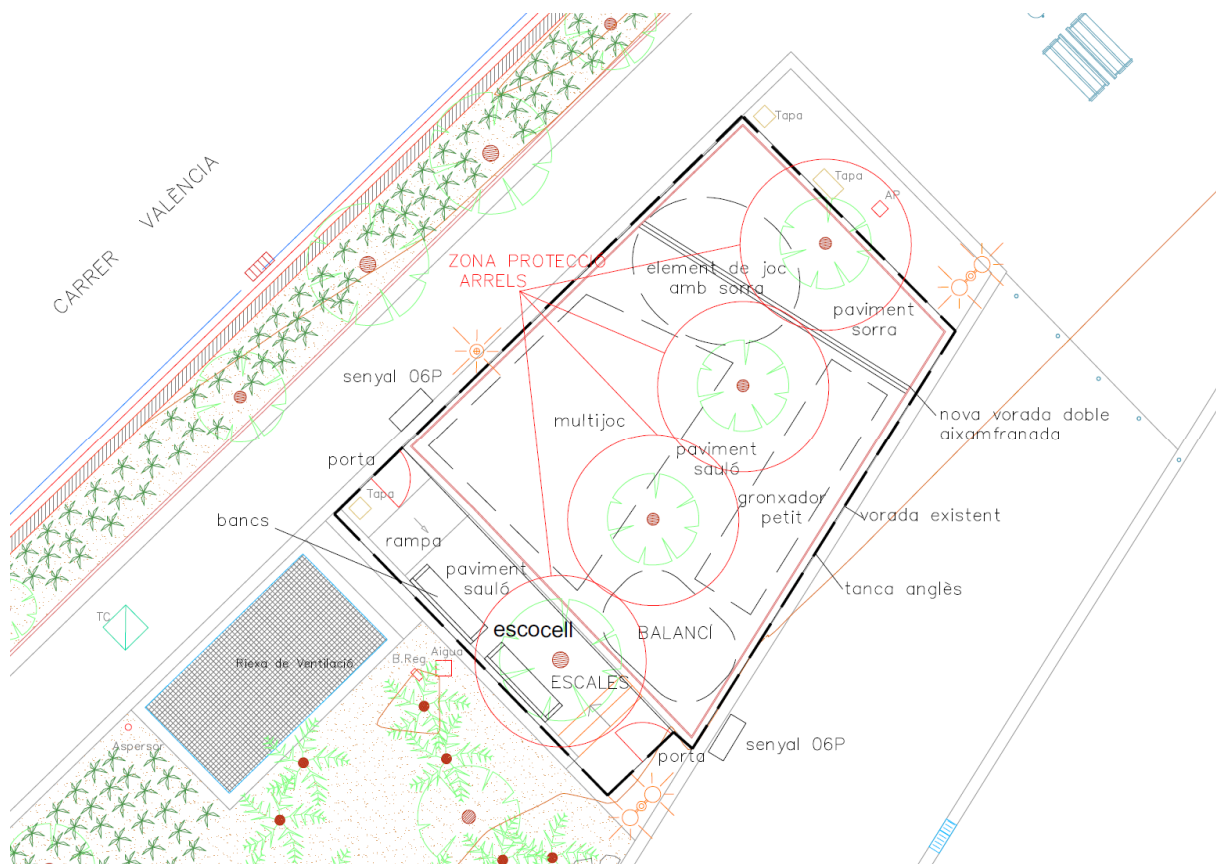 Tapa
Tapa
AP
CARRER VALÈNCIA
ZONA PROTECCIO
ARRELS
element de joc
amb sorra
paviment
sorra
senyal 06P
nova vorada doble
aixamfranada
multijoc
paviment
sauló
porta
Tapa
gronxador
petit
vorada existent
bancs
rampa
paviment
sauló
tanca anglès
TC
escocell
BALANCÍ
Riexa de Ventilació
B.Reg
Aigua
ESCALES
Aspersor
porta
senyal 06P